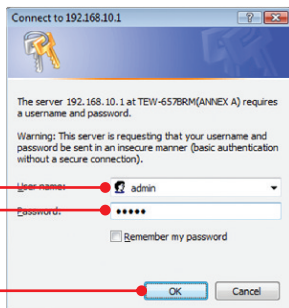 Connect to 192.168.10.1
The server 192.168.10.1 at TEW-657BRM(ANNEX A) requires
a username and password.
Warning: This server is requesting that your username and
password be sent in an insecure manner (basic authentication
without a secure connection).
User name: admin
Password: •••••
Remember my password
OK Cancel